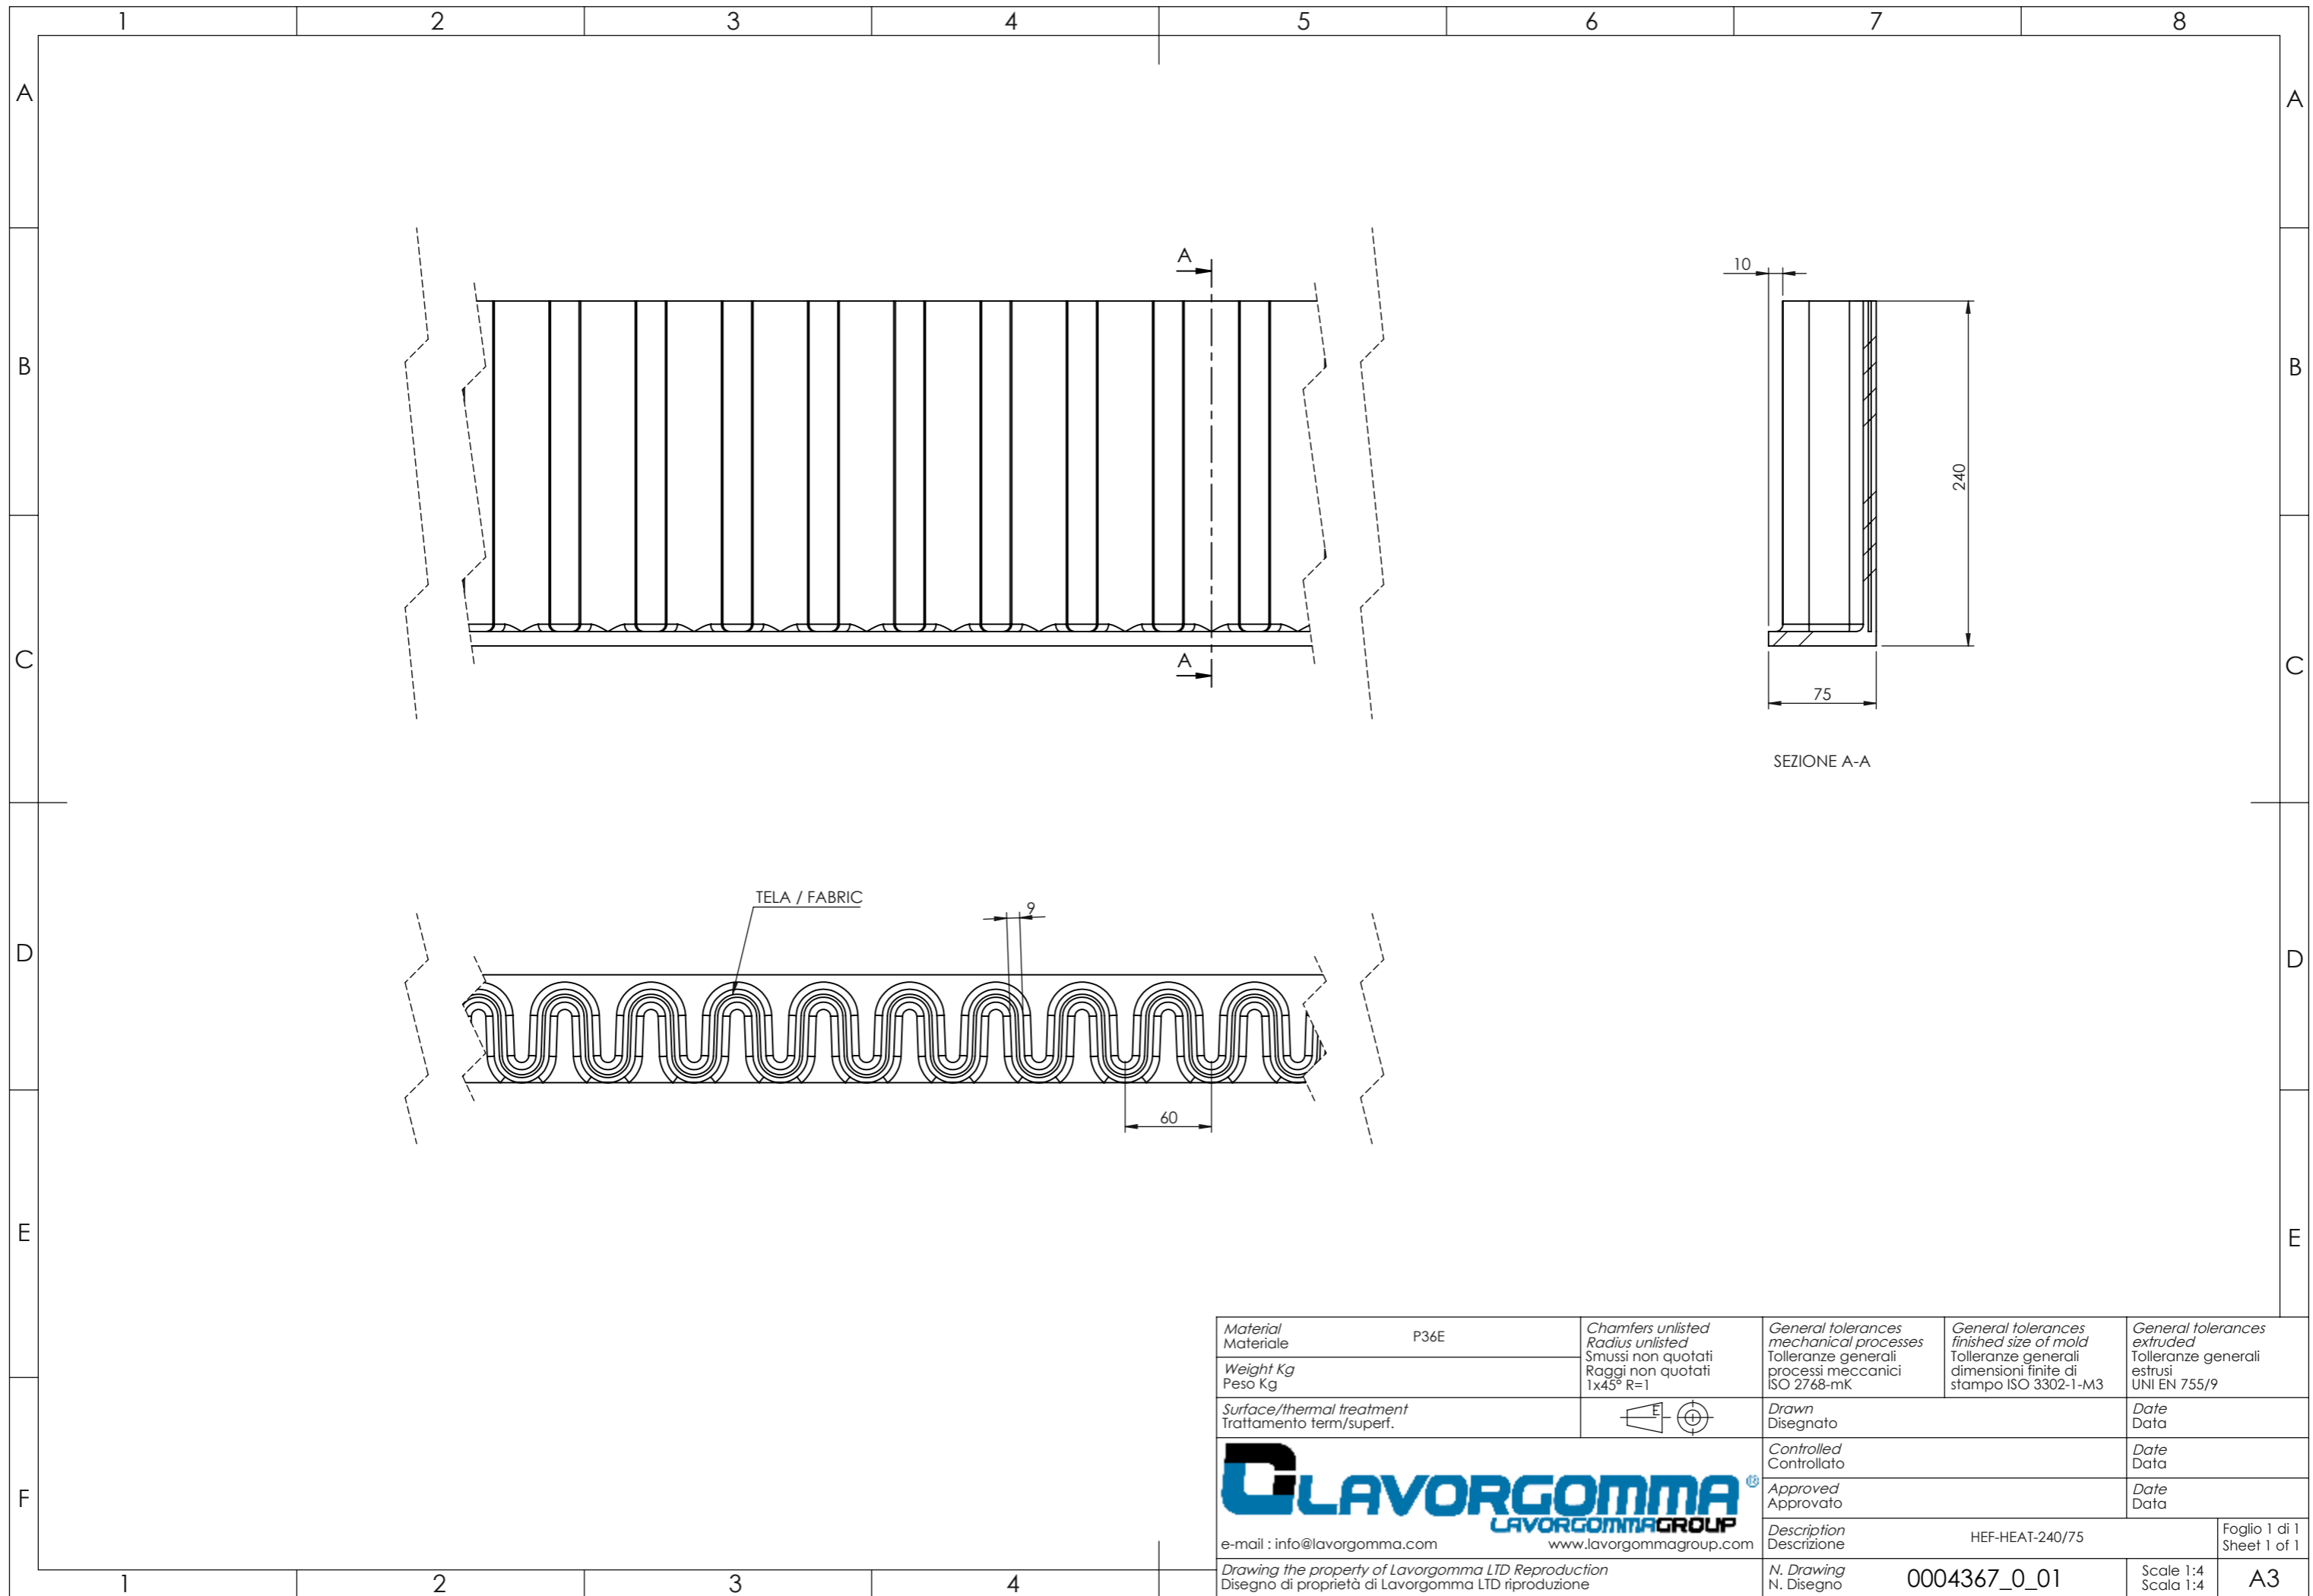 1 2 3 4 5 6 7 8
A A
B B
C C
D D
E E
F
1 2 3 4
A
A
10
240
75
SEZIONE A-A
TELA / FABRIC
9
60
Material
Materiale
P36E
Weight Kg
Peso Kg
Surface/thermal treatment
Trattamento term/superf.
Chamfers unlisted
Radius unlisted
Smussi non quotati
Raggi non quotati
1x45° R=1
E
General tolerances
mechanical processes
Tolleranze generali
processi meccanici
ISO 2768-mK
General tolerances
finished size of mold
Tolleranze generali
dimensioni finite di
stampo ISO 3302-1-M3
General tolerances
extruded
Tolleranze generali
estrusi
UNI EN 755/9
Drawn
Disegnato
Date
Data
Controlled
Controllato
Date
Data
Approved
Approvato
Date
Data
LAVORGOMMA®
LAVORGOMMAGROUP
e-mail : info@lavorgomma.com
www.lavorgommagroup.com
Description
Descrizione
HEF-HEAT-240/75
Foglio 1 di 1
Sheet 1 of 1
Drawing the property of Lavorgomma LTD Reproduction
Disegno di proprietà di Lavorgomma LTD riproduzione
N. Drawing
N. Disegno
0004367_0_01
Scale 1:4
Scala 1:4
A3